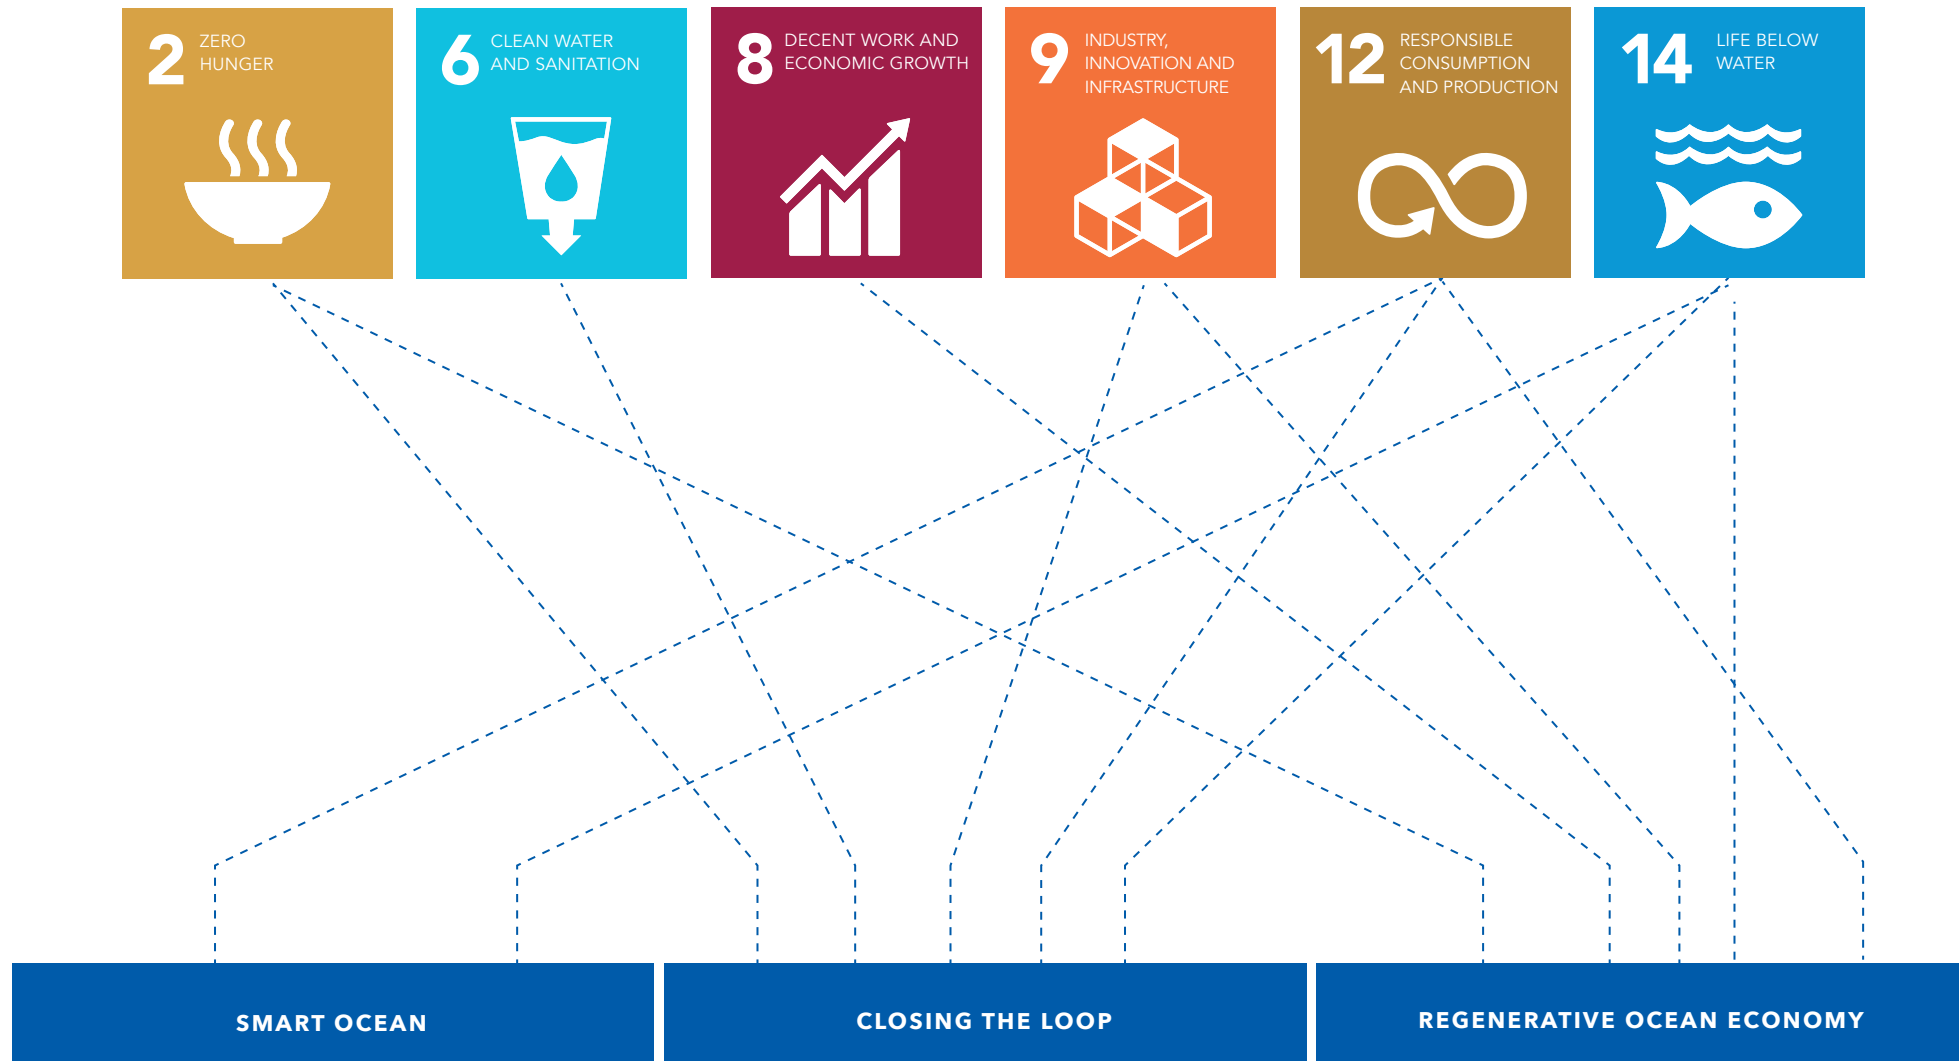 2 ZERO
HUNGER
6 CLEAN WATER
AND SANITATION
8 DECENT WORK AND
ECONOMIC GROWTH
9 INDUSTRY,
INNOVATION AND
INFRASTRUCTURE
12 RESPONSIBLE
CONSUMPTION
AND PRODUCTION
14 LIFE BELOW
WATER
SMART OCEAN
CLOSING THE LOOP
REGENERATIVE OCEAN ECONOMY